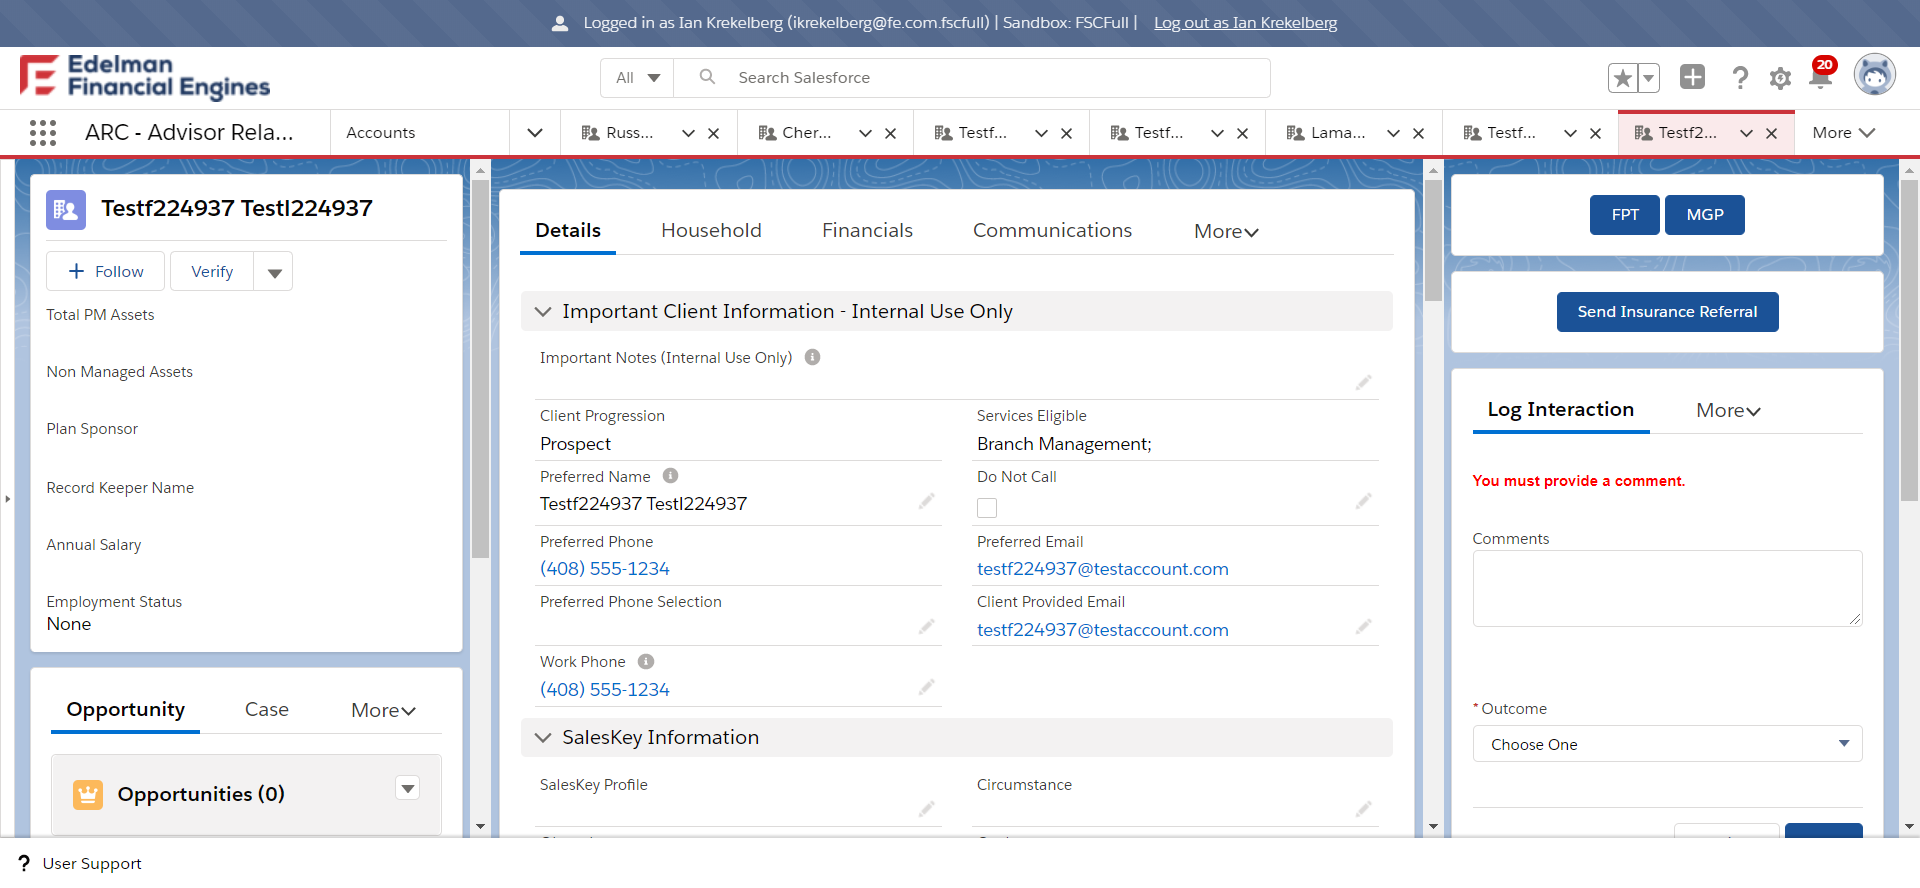 Logged in as Ian Krekelberg (ikrekelberg@fe.com.fscfull) | Sandbox: FSCFull | Log out as Ian Krekelberg
Edelman
Financial Engines
All
Search Salesforce
20
ARC - Advisor Rela...
Accounts
Russ...
Cher...
Testf...
Testf...
Lama...
Testf...
Testf2...
More
Testf224937 Testl224937
Follow
Verify
Total PM Assets
Non Managed Assets
Plan Sponsor
Record Keeper Name
Annual Salary
Employment Status
None
Opportunity
Case
More
Opportunities (0)
Details
Household
Financials
Communications
More
Important Client Information - Internal Use Only
Important Notes (Internal Use Only)
Client Progression
Prospect
Services Eligible
Branch Management;
Preferred Name
Testf224937 Testl224937
Do Not Call
Preferred Phone
(408) 555-1234
Preferred Email
testf224937@testaccount.com
Preferred Phone Selection
Client Provided Email
testf224937@testaccount.com
Work Phone
(408) 555-1234
SalesKey Information
SalesKey Profile
Circumstance
FPT
MGP
Send Insurance Referral
Log Interaction
More
You must provide a comment.
Comments
* Outcome
Choose One
? User Support